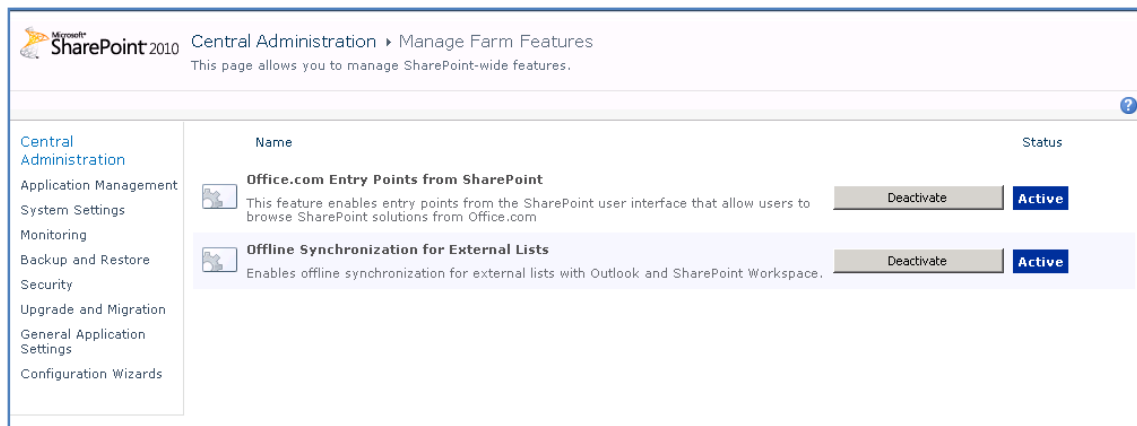 Microsoft
SharePoint 2010
Central Administration ▸ Manage Farm Features
This page allows you to manage SharePoint-wide features.
?
Central
Administration
Application Management
System Settings
Monitoring
Backup and Restore
Security
Upgrade and Migration
General Application
Settings
Configuration Wizards
Name Status
Office.com Entry Points from SharePoint
This feature enables entry points from the SharePoint user interface that allow users to
browse SharePoint solutions from Office.com
Deactivate Active
Offline Synchronization for External Lists
Enables offline synchronization for external lists with Outlook and SharePoint Workspace.
Deactivate Active